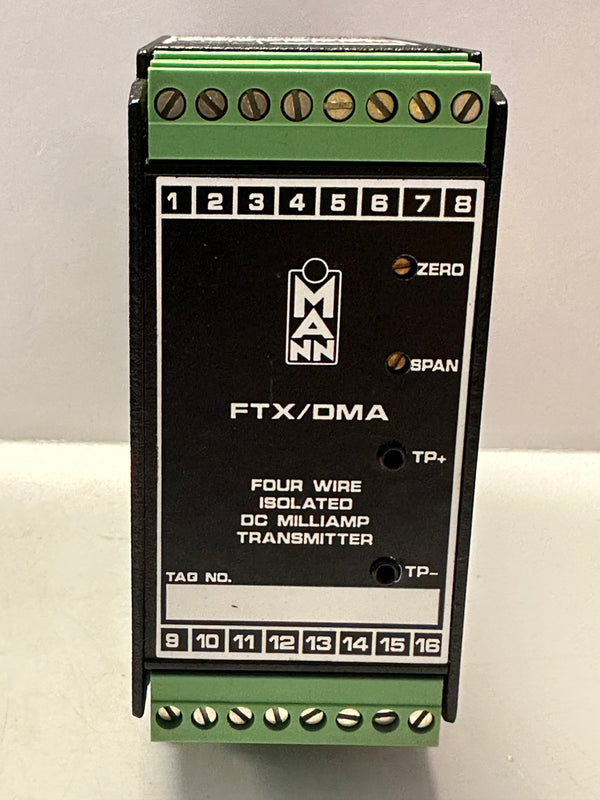 1 2 3 4 5 6 7 8
ZERO
MANN
SPAN
FTX/DMA
TP+
FOUR WIRE
ISOLATED
DC MILLIAMP
TRANSMITTER
TP-
TAG NO.
9 10 11 12 13 14 15 16